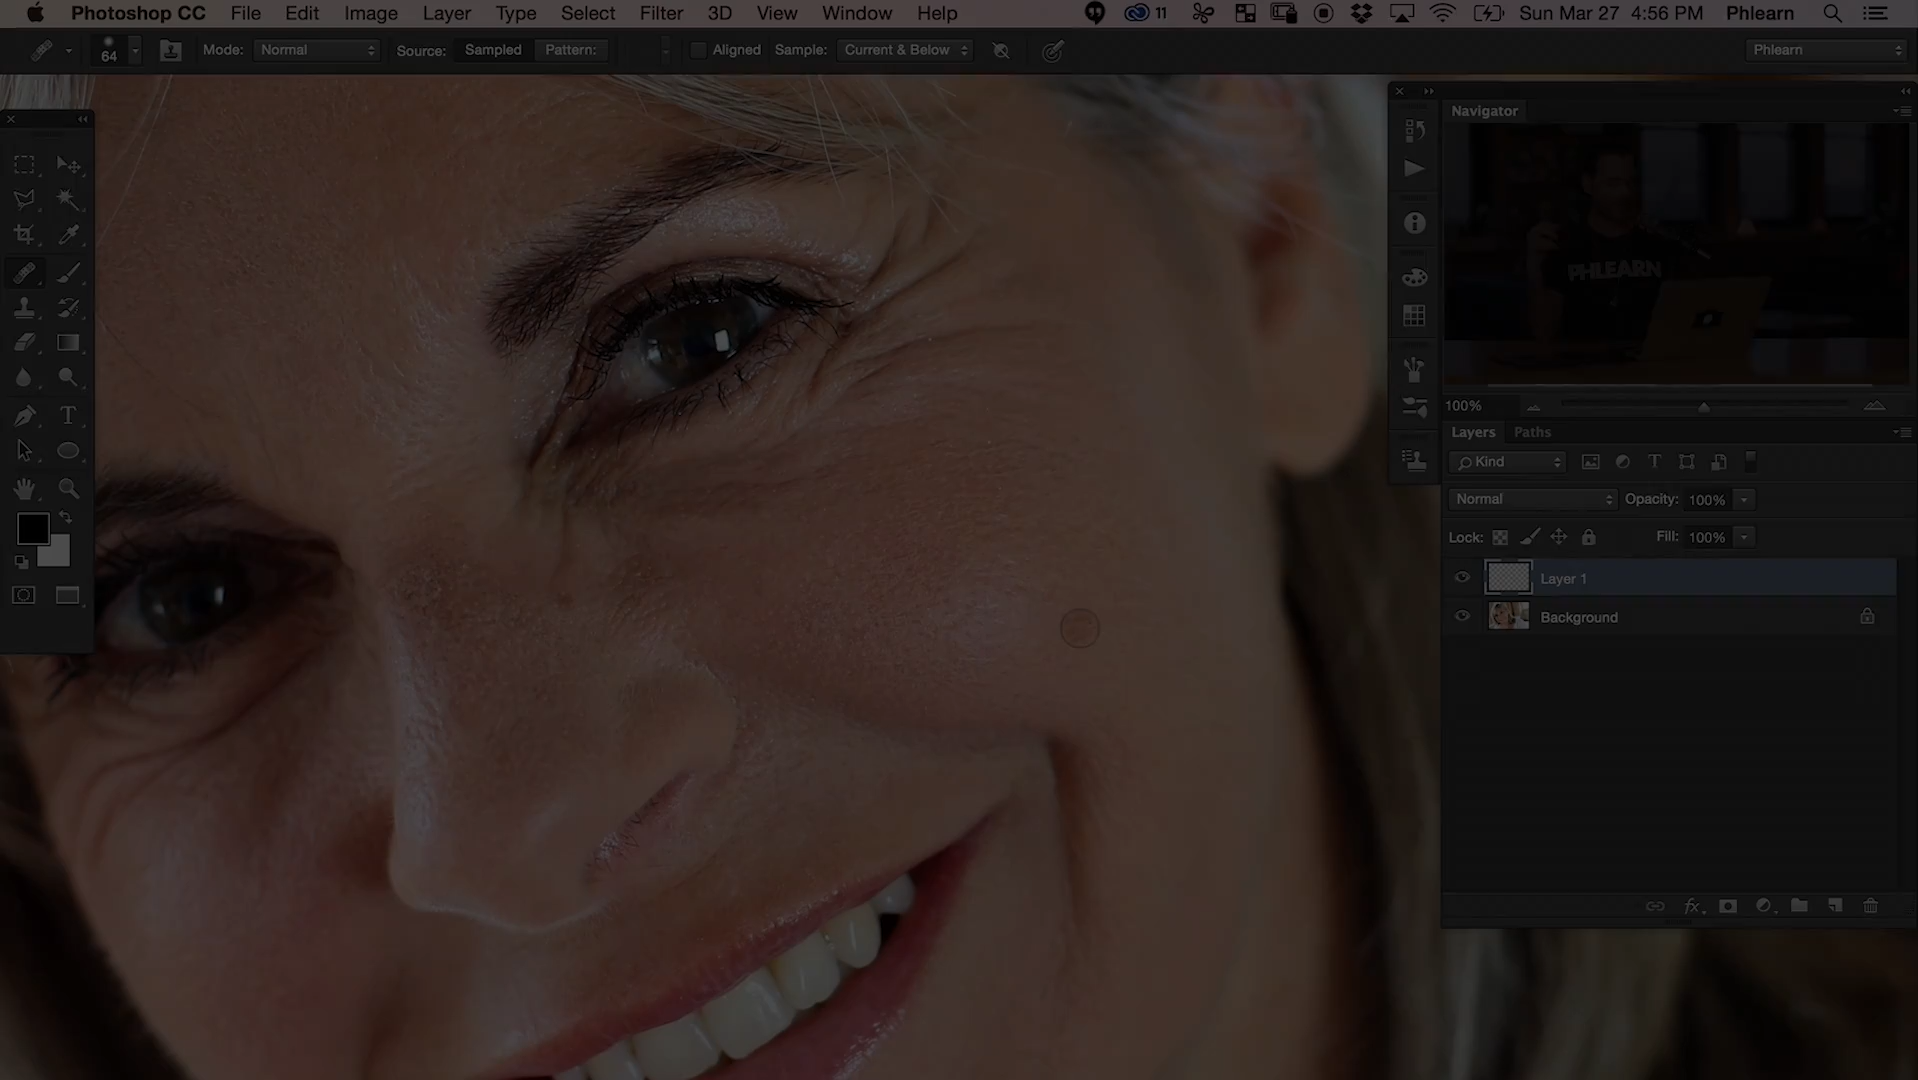 Photoshop CC File Edit Image Layer Type Select Filter 3D View Window Help 11 Sun Mar 27 4:56 PM Phlearn
64 Mode: Normal Source: Sampled Pattern: Aligned Sample: Current & Below Phlearn
Navigator
PHLEARN
100%
Layers Paths
Kind
Normal Opacity: 100%
Lock: Fill: 100%
Layer 1
Background